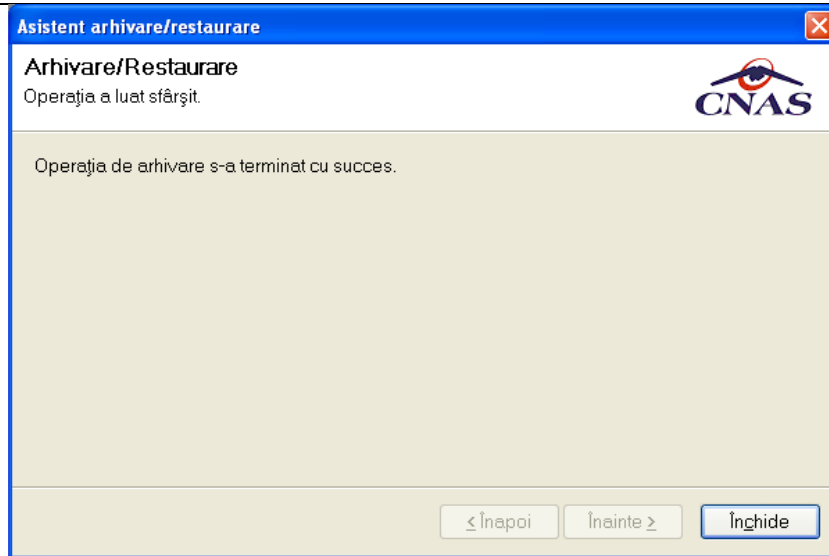 Asistent arhivare/restaurare
Arhivare/Restaurare
Operaţia a luat sfârşit.
CNAS
Operaţia de arhivare s-a terminat cu succes.
< Înapoi
Înainte >
Închide